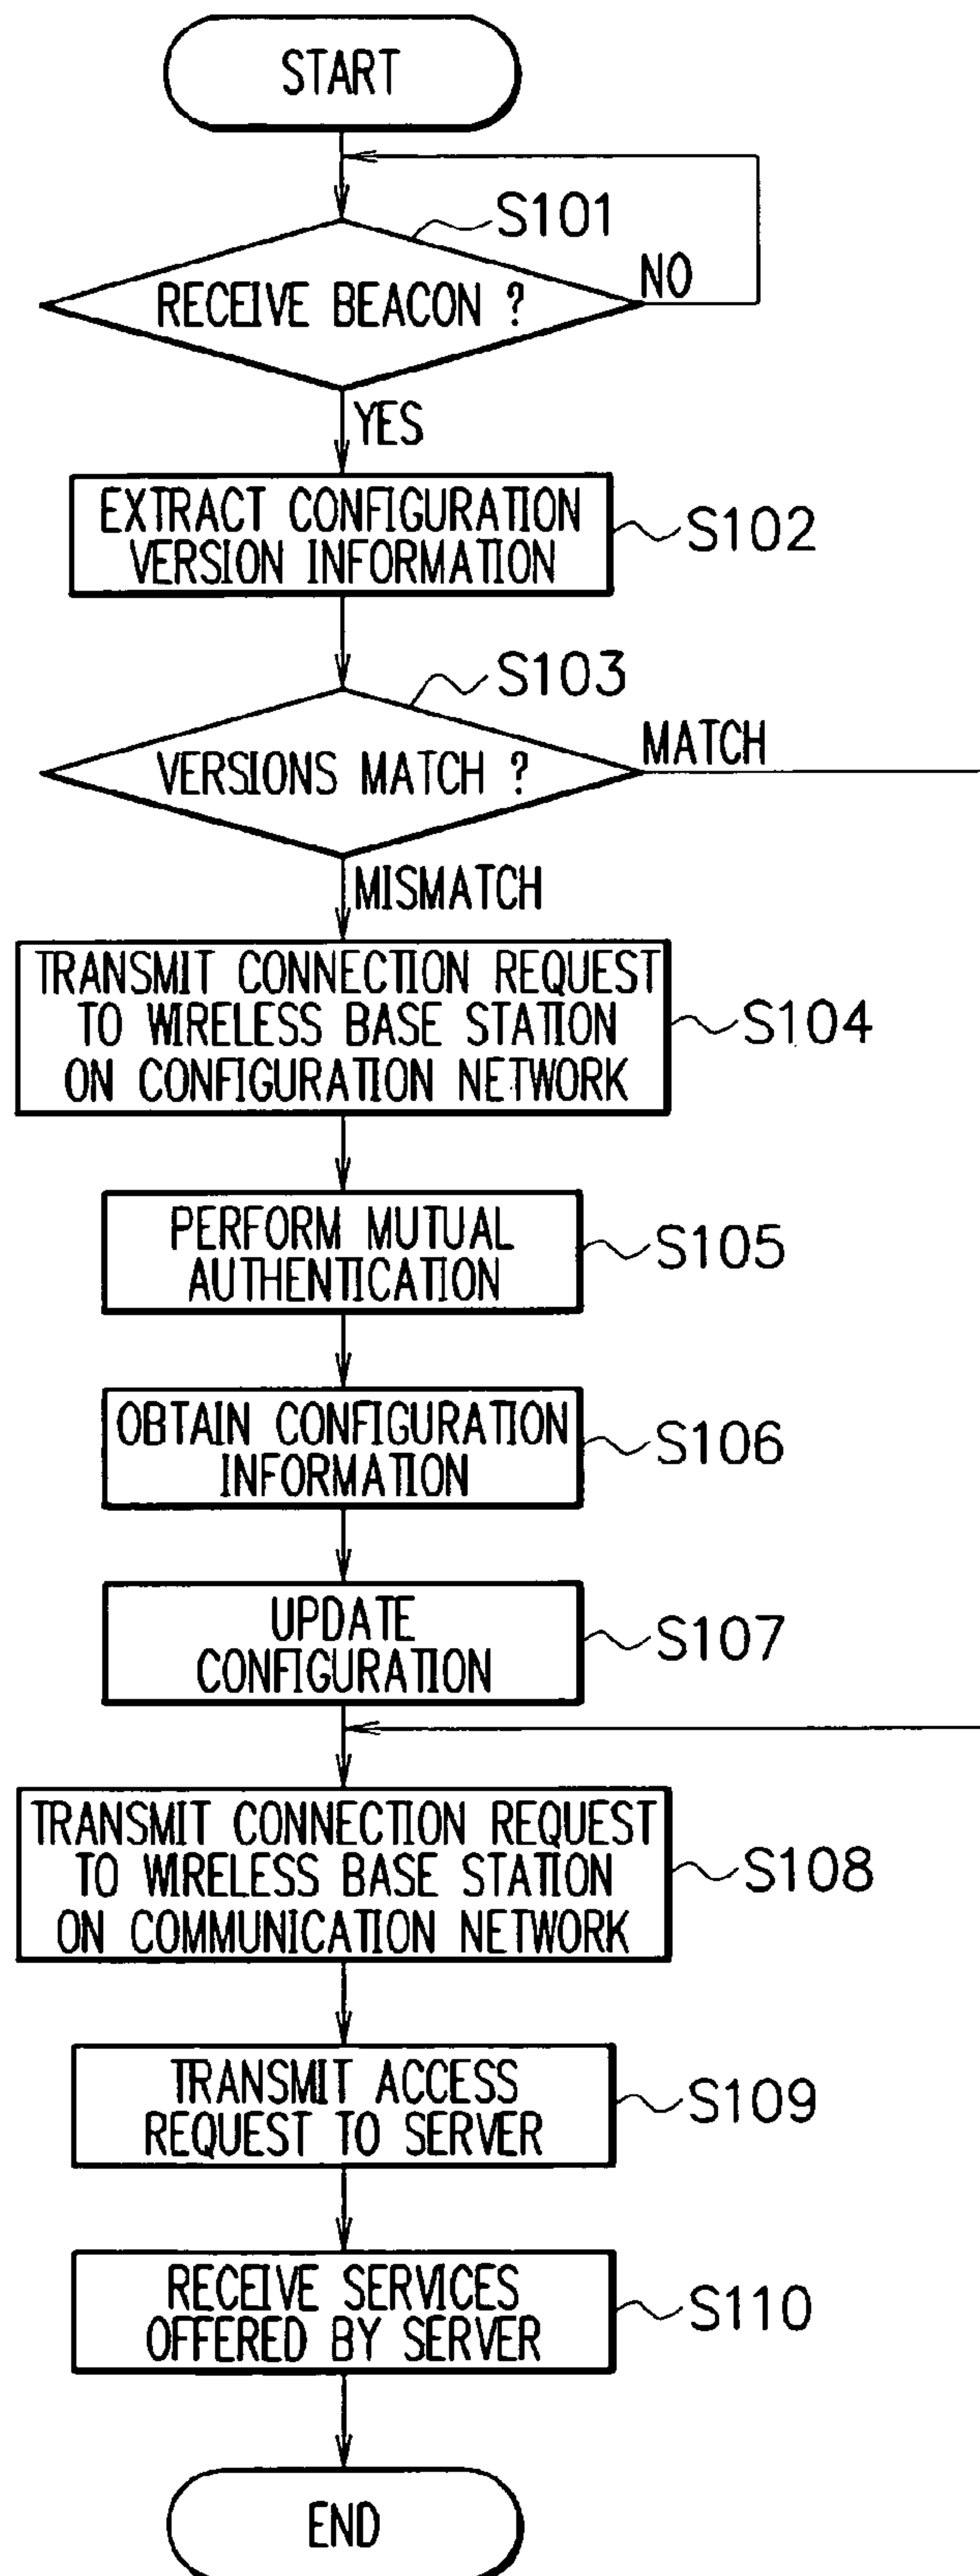 START
S101
RECEIVE BEACON ?
NO
YES
EXTRACT CONFIGURATION
VERSION INFORMATION
S102
S103
VERSIONS MATCH ?
MATCH
MISMATCH
TRANSMIT CONNECTION REQUEST
TO WIRELESS BASE STATION
ON CONFIGURATION NETWORK
S104
PERFORM MUTUAL
AUTHENTICATION
S105
OBTAIN CONFIGURATION
INFORMATION
S106
UPDATE
CONFIGURATION
S107
TRANSMIT CONNECTION REQUEST
TO WIRELESS BASE STATION
ON COMMUNICATION NETWORK
S108
TRANSMIT ACCESS
REQUEST TO SERVER
S109
RECEIVE SERVICES
OFFERED BY SERVER
S110
END